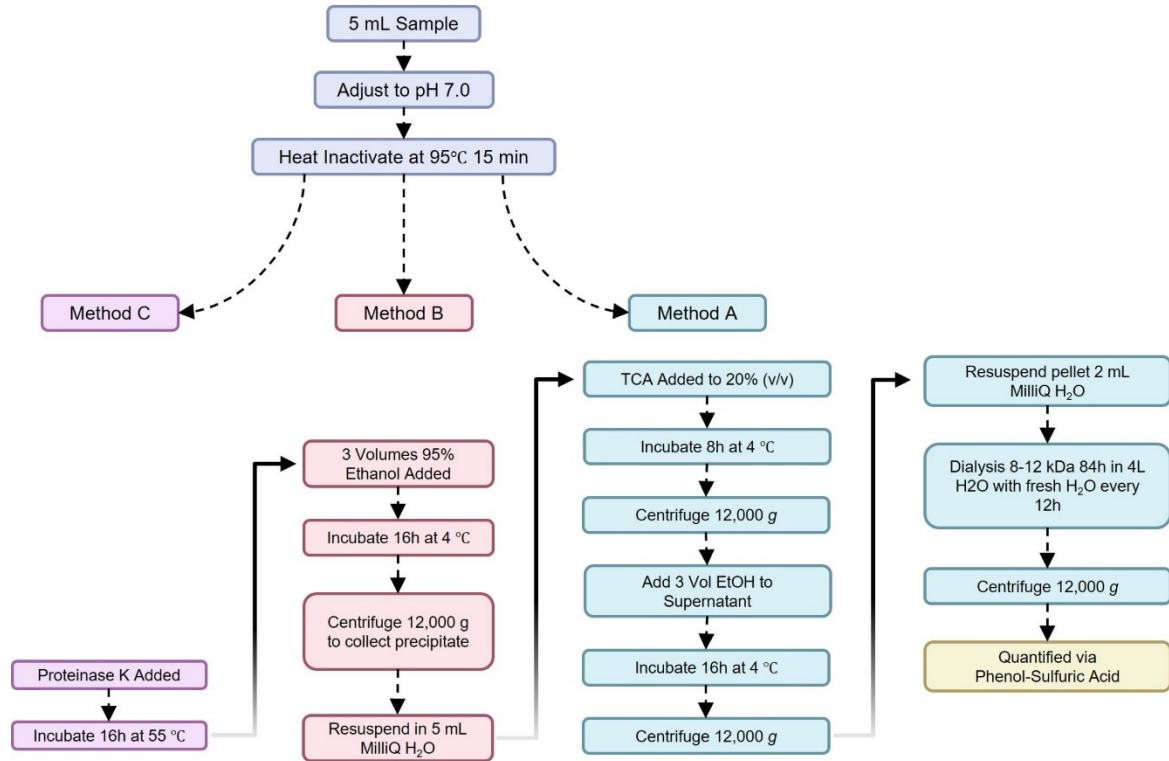 5 mL Sample
Adjust to pH 7.0
Heat Inactivate at 95℃ 15 min
Method C
Method B
Method A
Proteinase K Added
Incubate 16h at 55 ℃
3 Volumes 95%
Ethanol Added
Incubate 16h at 4 ℃
Centrifuge 12,000 g
to collect precipitate
Resuspend in 5 mL
MilliQ H₂O
TCA Added to 20% (v/v)
Incubate 8h at 4 ℃
Centrifuge 12,000 g
Add 3 Vol EtOH to
Supernatant
Incubate 16h at 4 ℃
Centrifuge 12,000 g
Resuspend pellet 2 mL
MilliQ H₂O
Dialysis 8-12 kDa 84h in 4L
H2O with fresh H₂O every
12h
Centrifuge 12,000 g
Quantified via
Phenol-Sulfuric Acid